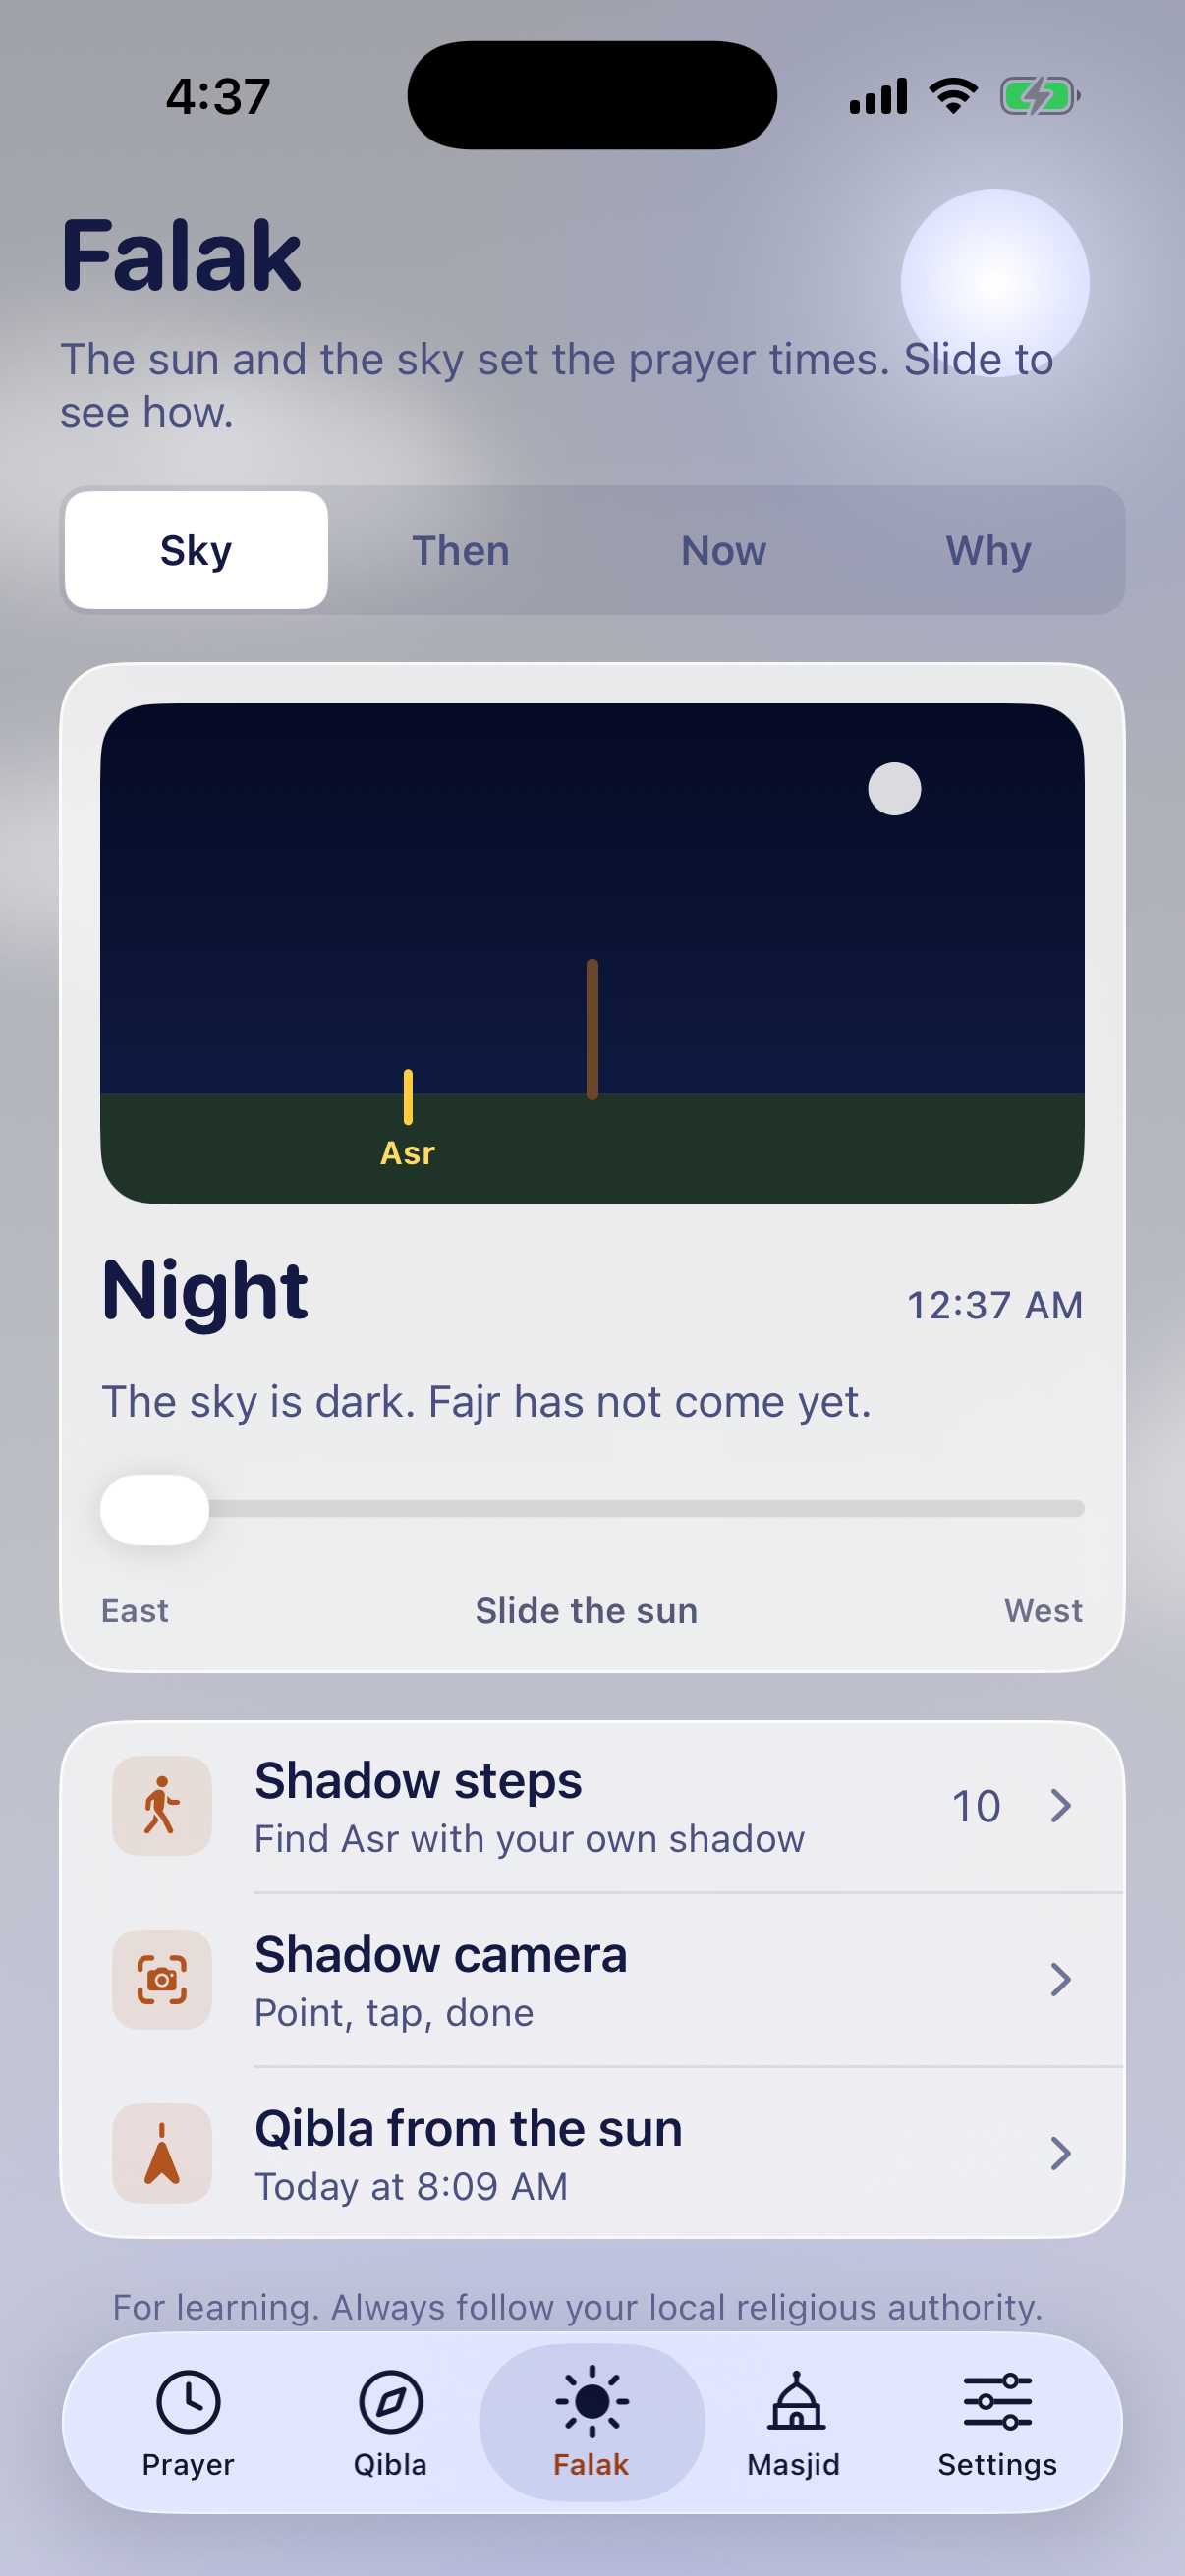 4:37
Falak
The sun and the sky set the prayer times. Slide to
see how.
Sky
Then
Now
Why
Asr
Night
12:37 AM
The sky is dark. Fajr has not come yet.
East
Slide the sun
West
Shadow steps
Find Asr with your own shadow
10
Shadow camera
Point, tap, done
Qibla from the sun
Today at 8:09 AM
For learning. Always follow your local religious authority.
Prayer
Qibla
Falak
Masjid
Settings